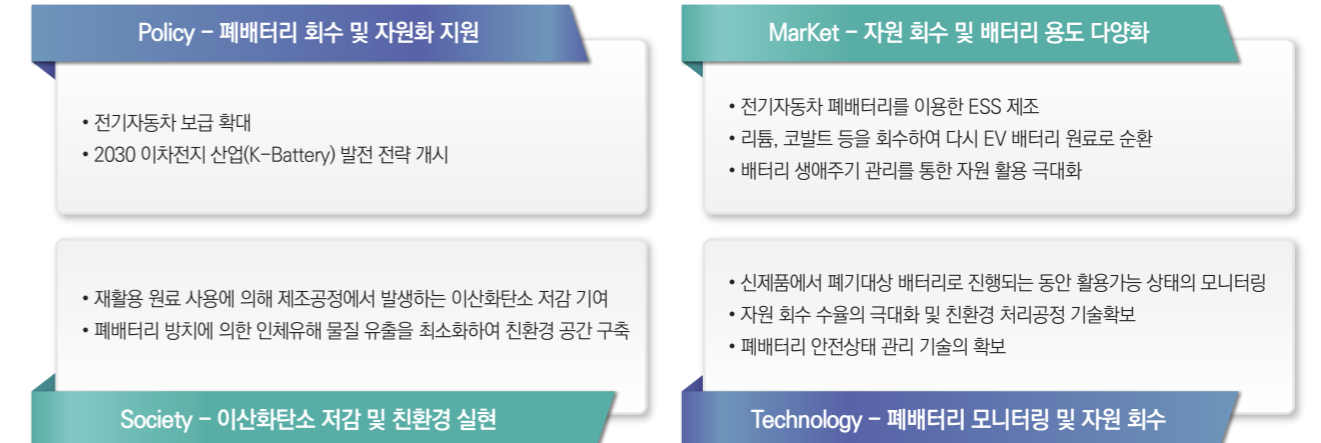 Policy - 폐배터리 회수 및 자원화 지원
• 전기자동차 보급 확대
• 2030 이차전지 산업(K-Battery) 발전 전략 개시
MarKet - 자원 회수 및 배터리 용도 다양화
• 전기자동차 폐배터리를 이용한 ESS 제조
• 리튬, 코발트 등을 회수하여 다시 EV 배터리 원료로 순환
• 배터리 생애주기 관리를 통한 자원 활용 극대화
• 재활용 원료 사용에 의해 제조공정에서 발생하는 이산화탄소 저감 기여
• 폐배터리 방치에 의한 인체유해 물질 유출을 최소화하여 친환경 공간 구축
Society - 이산화탄소 저감 및 친환경 실현
• 신제품에서 폐기대상 배터리로 진행되는 동안 활용가능 상태의 모니터링
• 자원 회수 수율의 극대화 및 친환경 처리공정 기술확보
• 폐배터리 안전상태 관리 기술의 확보
Technology - 폐배터리 모니터링 및 자원 회수